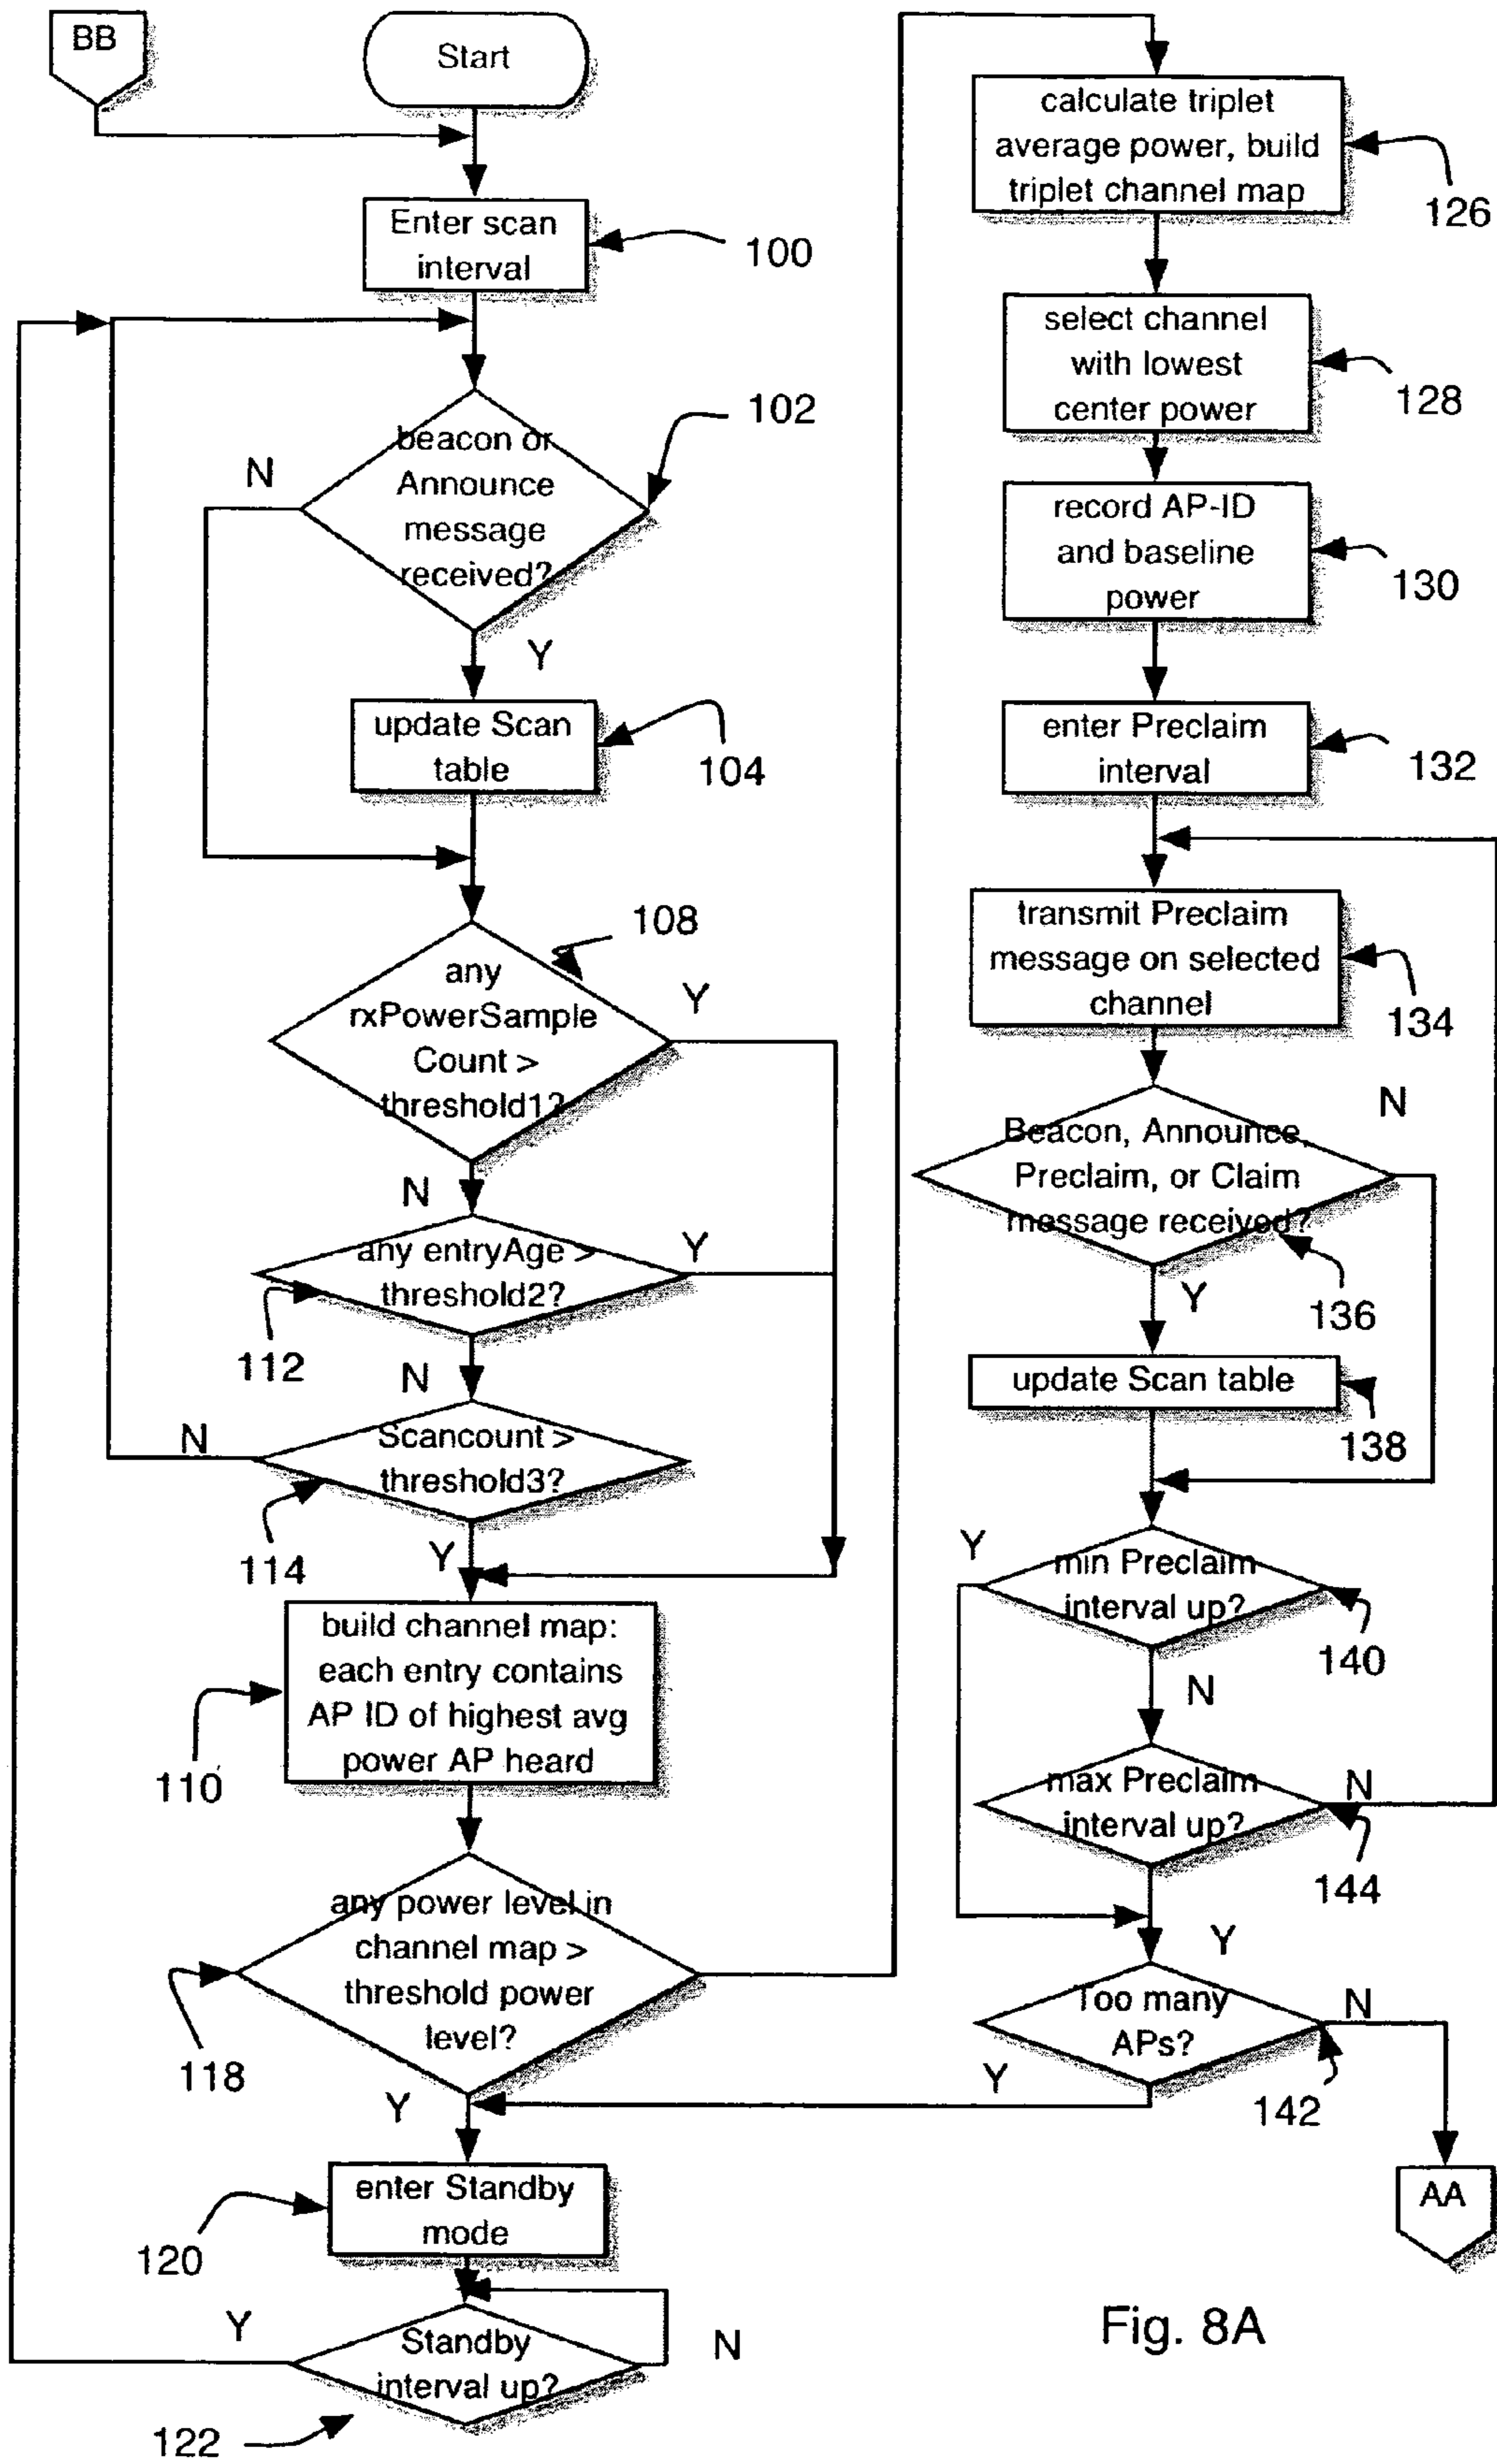 BB
Start
Enter scan
interval
100
beacon or
Announce
message
received?
102
N
Y
update Scan
table
104
108
any
rxPowerSample
Count >
threshold1?
Y
N
any entryAge >
threshold2?
Y
112
N
Scancount >
threshold3?
N
114
Y
build channel map:
each entry contains
AP ID of highest avg
power AP heard
110
any power level in
channel map >
threshold power
level?
118
Y
enter Standby
mode
120
Standby
interval up?
Y
N
122
calculate triplet
average power, build
triplet channel map
126
select channel
with lowest
center power
128
record AP-ID
and baseline
power
130
enter Preclaim
interval
132
transmit Preclaim
message on selected
channel
134
Beacon, Announce,
Preclaim, or Claim
message received?
N
136
Y
update Scan table
138
min Preclaim
interval up?
Y
140
N
max Preclaim
interval up?
N
144
Y
Too many
APs?
N
Y
142
AA
Fig. 8A